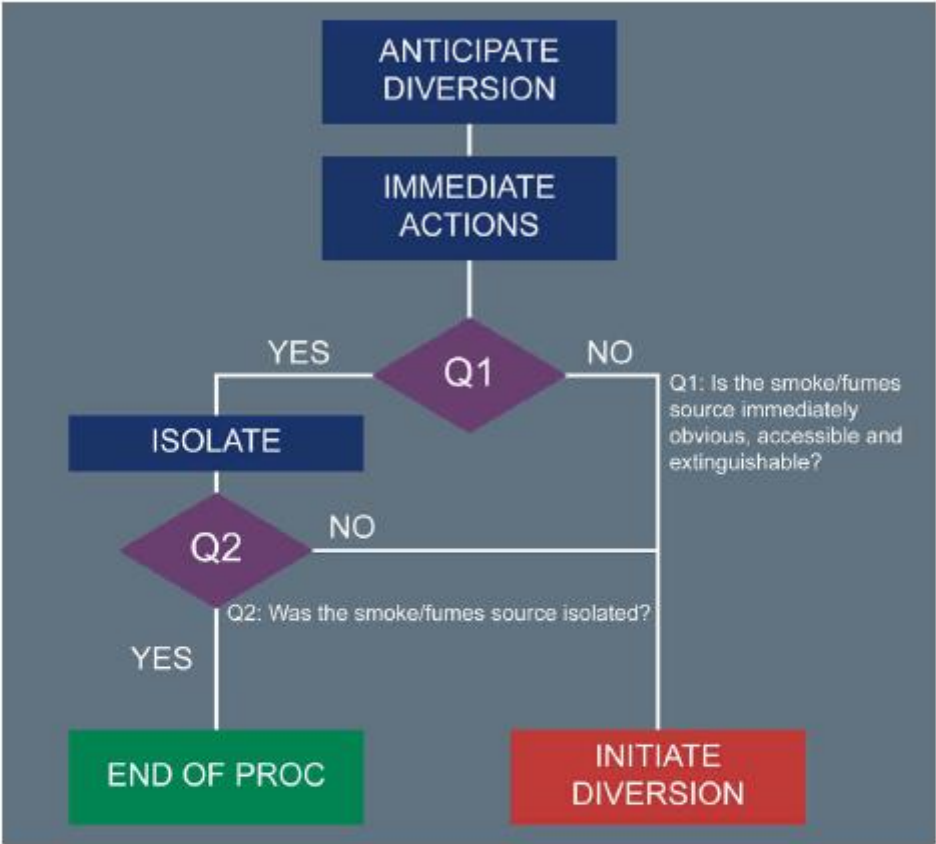 ANTICIPATE
DIVERSION
IMMEDIATE
ACTIONS
YES
Q1
NO
Q1: Is the smoke/fumes
source immediately
obvious, accessible and
extinguishable?
ISOLATE
Q2
NO
Q2: Was the smoke/fumes source isolated?
YES
END OF PROC
INITIATE
DIVERSION